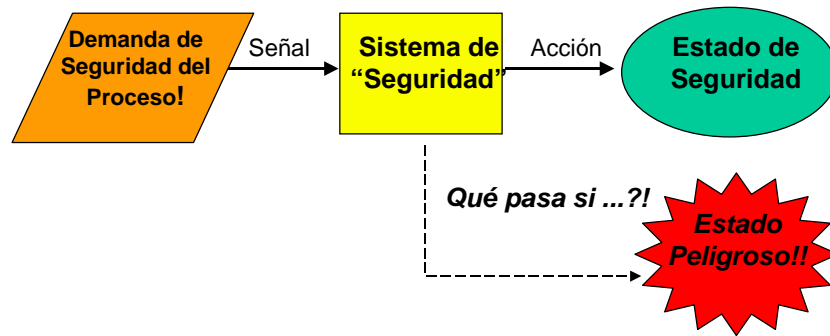 Demanda de
Seguridad del
Proceso!
Señal
Sistema de
“Seguridad”
Acción
Estado de
Seguridad
Qué pasa si ...?!
Estado
Peligroso!!